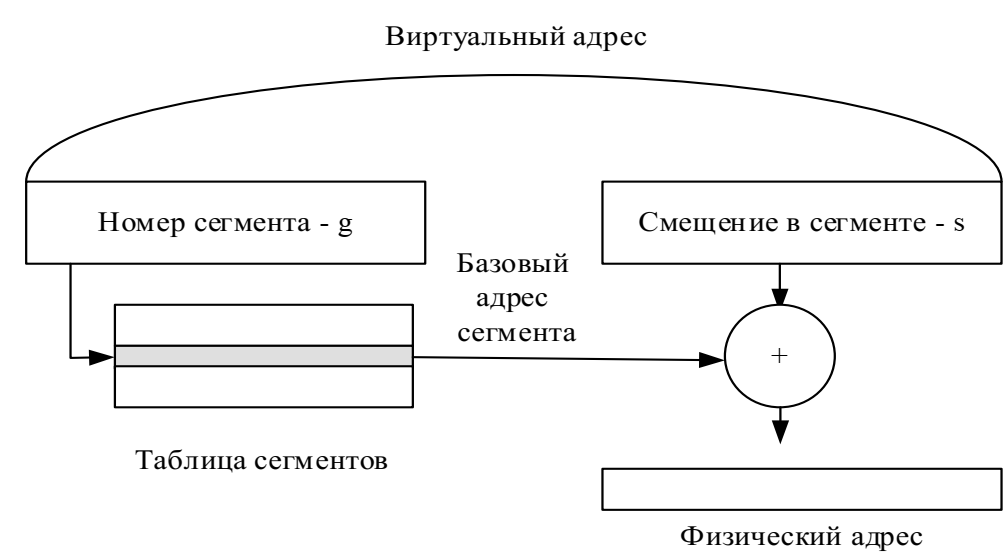 Виртуальный адрес
Номер сегмента - g
Смещение в сегменте - s
Базовый
адрес
сегмента
+
Таблица сегментов
Физический адрес